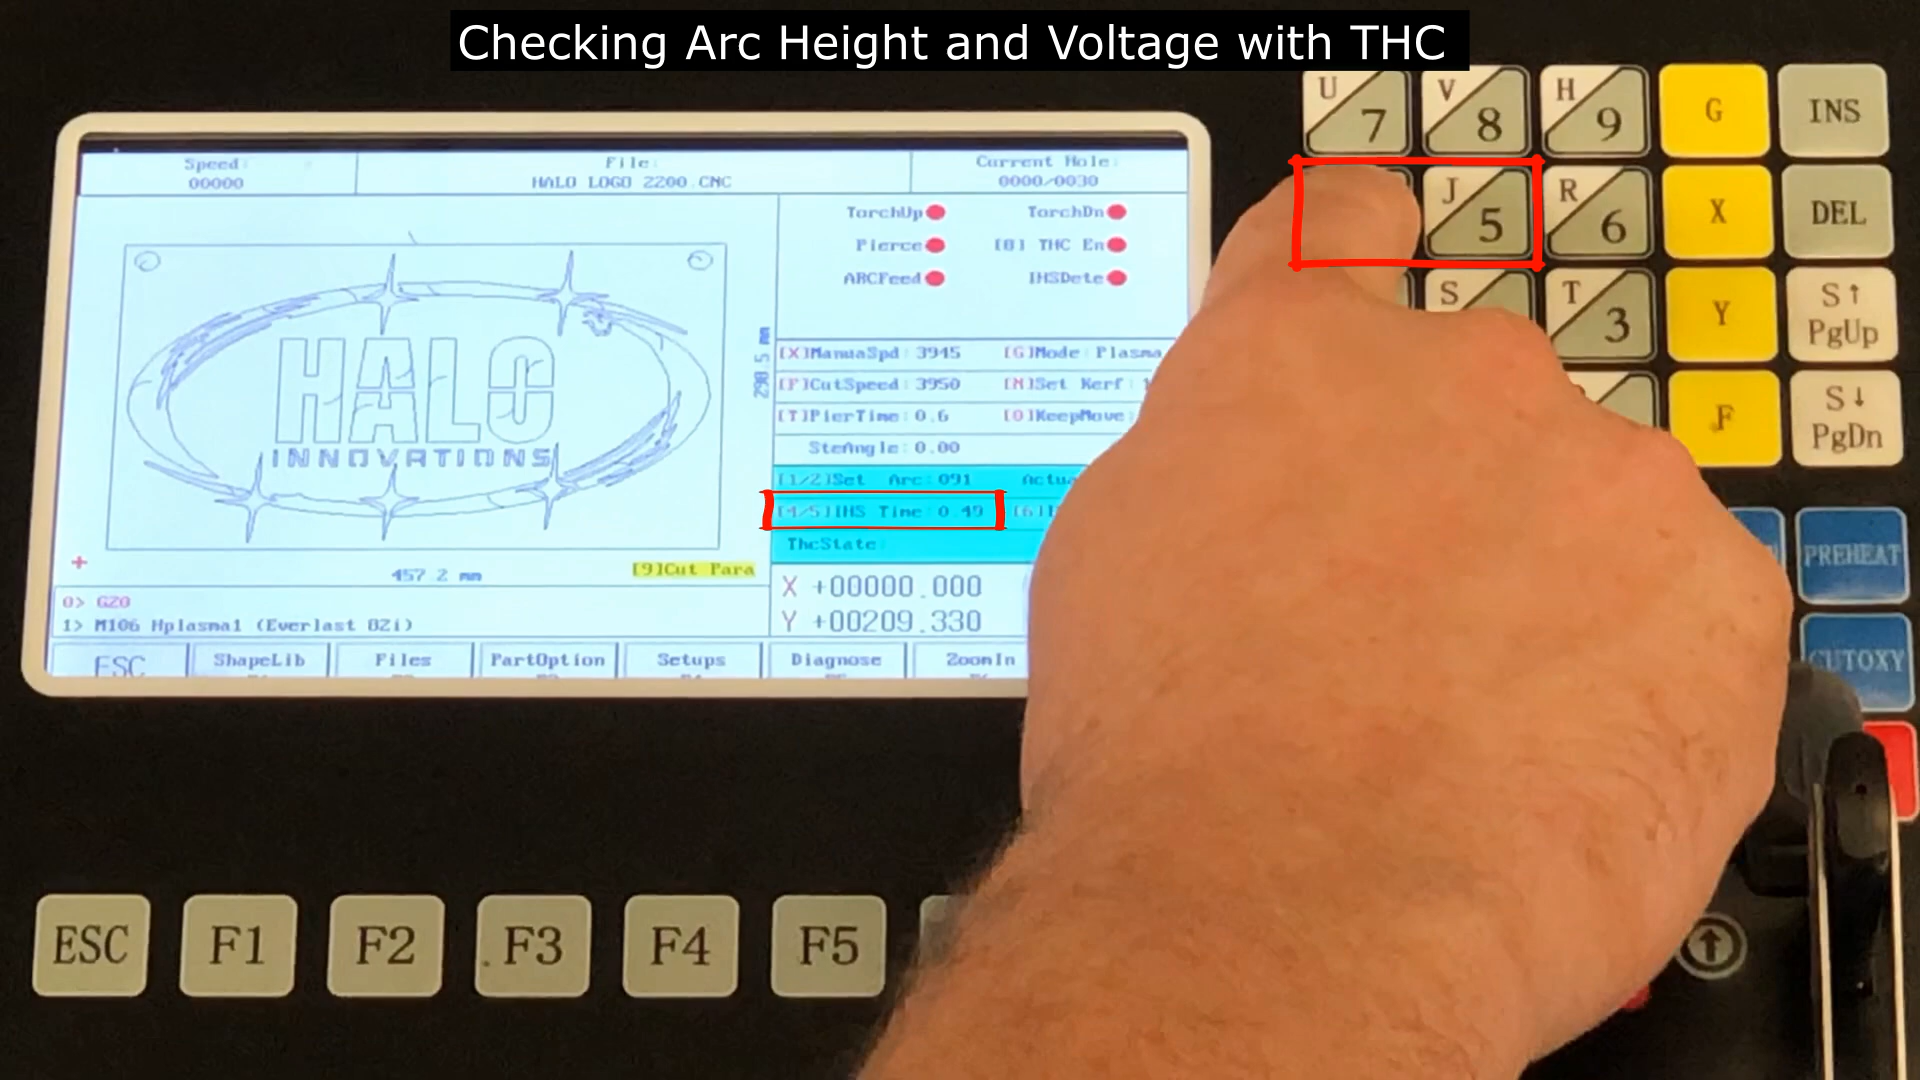 Checking Arc Height and Voltage with THC
Speed:
00000
File:
HALO LOGO 2200.CNC
Current Hole:
0000/0030
TorchUp
TorchDn
Pierce
[8] THC En
ARCFeed
IHSDete
HALO
INNOVATIONS
290.5 mm
457.2 mm
[9]Cut Para
[X]ManuaSpd: 3945
[G]Mode: Plasma
[F]CutSpeed: 3950
[N]Set Kerf:
[T]PierTime: 0.6
[O]KeepMove:
SteAngle: 0.00
[1/2]Set Arc: 091
[4/5]IHS Time: 0.49
ThcState:
X +00000.000
Y +00209.330
0> G20
1> M106 Hplasma1 (Everlast 82i)
ESC
ShapeLib
Files
PartOption
Setups
Diagnose
ZoomIn
U 7
V 8
H 9
G
INS
J 5
R 6
X
DEL
S
T 3
Y
S↑
PgUp
F
S↓
PgDn
PREHEAT
CUTOXY
ESC
F1
F2
F3
F4
F5